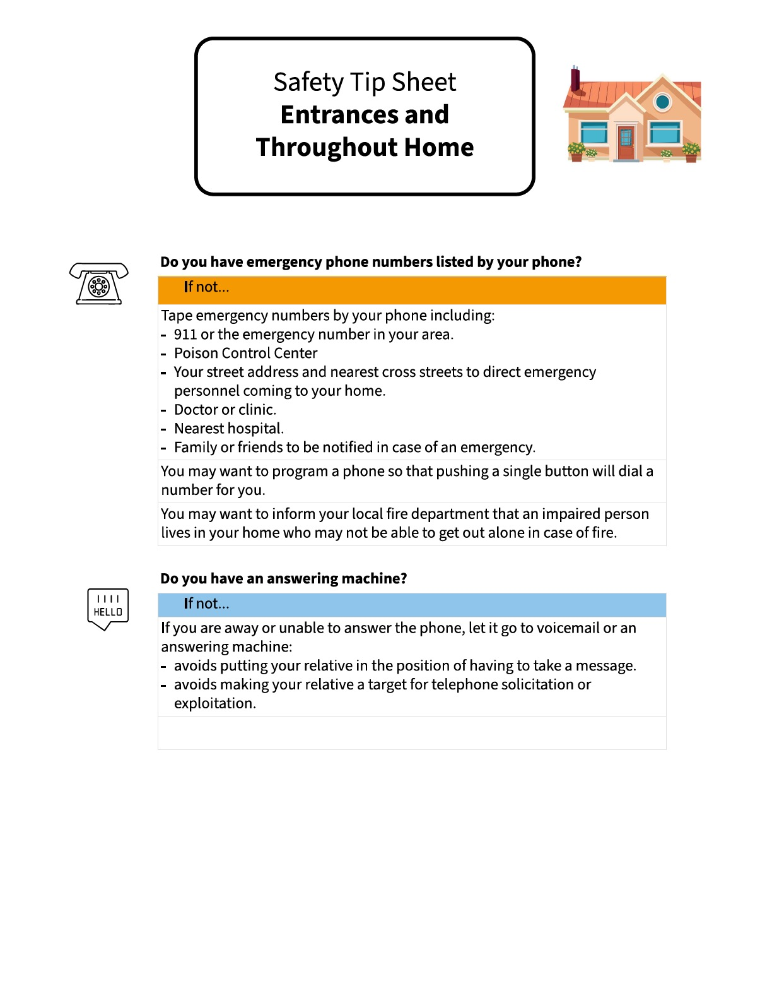 Safety Tip Sheet
Entrances and
Throughout Home
Do you have emergency phone numbers listed by your phone?
If not...
Tape emergency numbers by your phone including:
- 911 or the emergency number in your area.
- Poison Control Center
- Your street address and nearest cross streets to direct emergency
personnel coming to your home.
- Doctor or clinic.
- Nearest hospital.
- Family or friends to be notified in case of an emergency.
You may want to program a phone so that pushing a single button will dial a
number for you.
You may want to inform your local fire department that an impaired person
lives in your home who may not be able to get out alone in case of fire.
Do you have an answering machine?
HELLO
If not...
If you are away or unable to answer the phone, let it go to voicemail or an
answering machine:
- avoids putting your relative in the position of having to take a message.
- avoids making your relative a target for telephone solicitation or
exploitation.